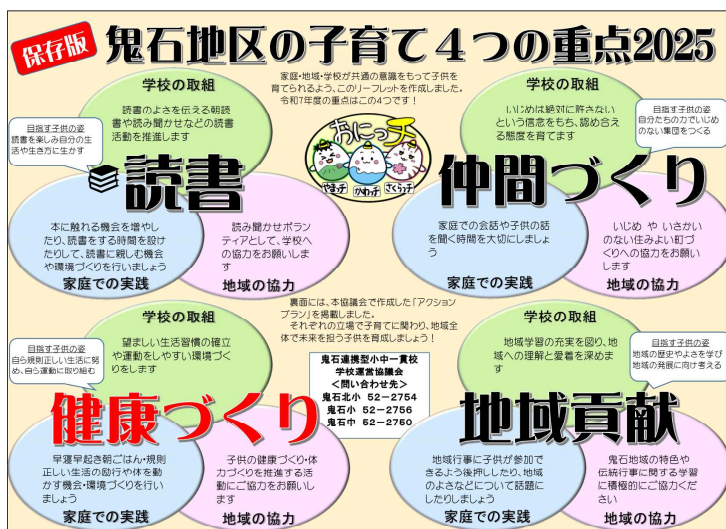 保存版
鬼石地区の子育て４つの重点2025
家庭・地域・学校が共通の意識をもって子供を
育てられるよう、このリーフレットを作成しました。
令和7年度の重点はこの4つです！
学校の取組
読書のよさを伝える朝読
書や読み聞かせなどの読書
活動を推進します
目指す子供の姿
読書を楽しみ自分の生
活や生き方に生かす
読書
本に触れる機会を増やし
たり、読書をする時間を設け
たりして、読書に親しむ機会
や環境づくりを行いましょう
家庭での実践
読み聞かせボラン
ティアとして、学校へ
の協力をお願いしま
す
地域の協力
おにっ子
やまっ子
かわっ子
さくらっ子
学校の取組
いじめは絶対に許さない
という信念をもち、認め合え
る態度を育てます
目指す子供の姿
自分たちの力でいじめ
のない集団をつくる
仲間づくり
家庭での会話や子供の話
を聞く時間を大切にしましょ
う
家庭での実践
いじめ や いさかい
のない住みよい町づ
くりへの協力をお願い
します
地域の協力
裏面には、本協議会で作成した「アクション
プラン」を掲載しました。
それぞれの立場で子育てに関わり、地域全
体で未来を担う子供を育成しましょう！
鬼石連携型小中一貫校
学校運営協議会
＜問い合わせ先＞
鬼石北小 52－2754
鬼石小 52－2756
鬼石中 52－2760
学校の取組
望ましい生活習慣の確立
や運動をしやすい環境づく
りをします
目指す子供の姿
自ら規則正しい生活に努
め、自ら運動に取り組む
健康づくり
早寝早起き朝ごはん・規則
正しい生活の励行や体を動
かす機会・環境づくりを行い
ましょう
家庭での実践
子供の健康づくり・体
力づくりを推進する活
動にご協力をお願いし
ます
地域の協力
学校の取組
地域学習の充実を図り、地
域への理解と愛着を深めま
す
目指す子供の姿
地域の歴史やよさを学び
地域の発展に向け考える
地域貢献
地域行事に子供が参加で
きるよう後押ししたり、地域
のよさなどについて話題に
したりしましょう
家庭での実践
鬼石地域の特色や
伝統行事に関する学習
に積極的にご協力くだ
さい
地域の協力